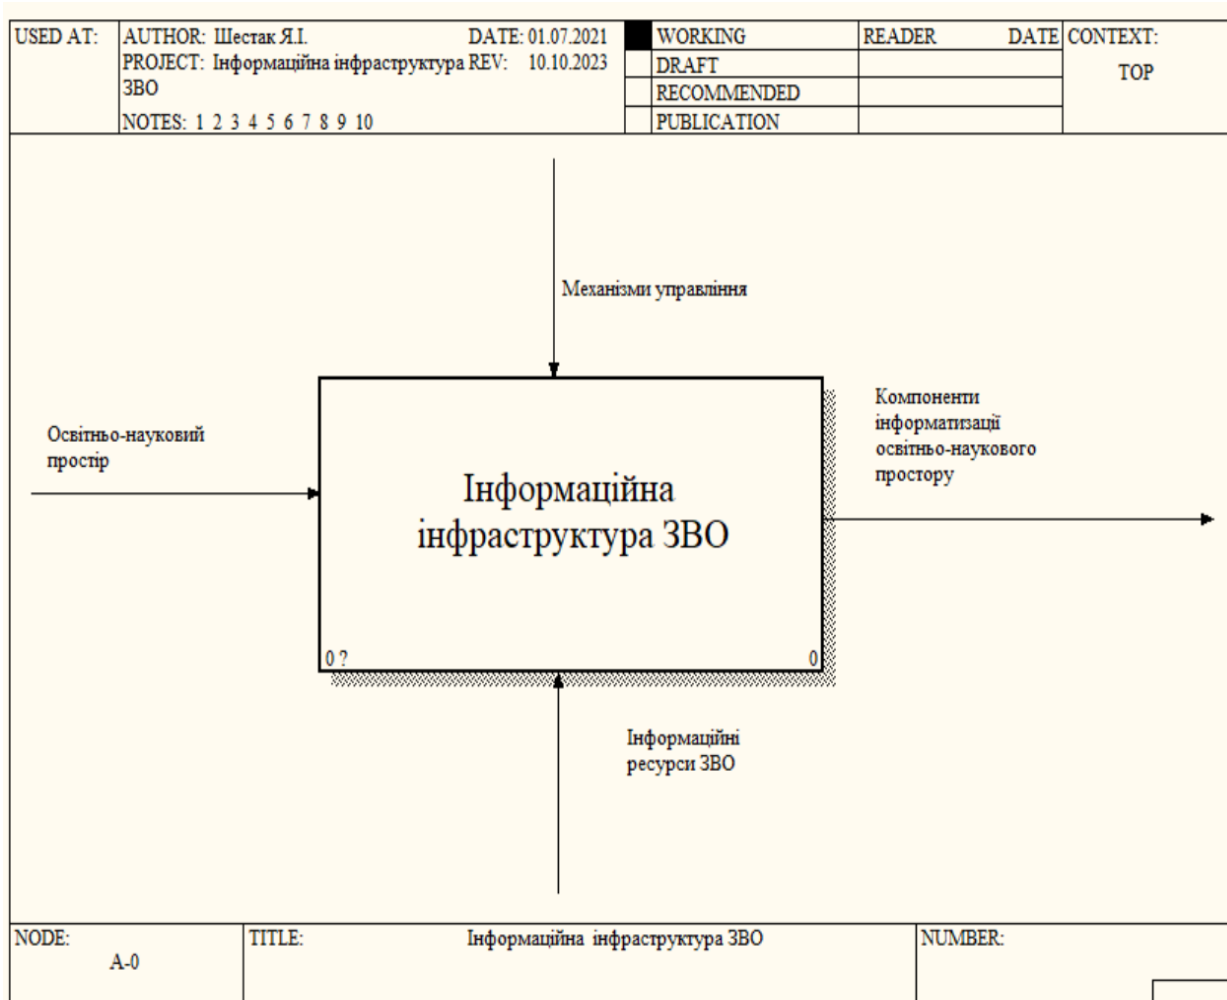 USED AT:
AUTHOR: Шестак Я.І.
DATE: 01.07.2021
PROJECT: Інформаційна інфраструктура
ЗВО
REV: 10.10.2023
NOTES: 1 2 3 4 5 6 7 8 9 10
WORKING
DRAFT
RECOMMENDED
PUBLICATION
READER DATE
CONTEXT:
TOP
Механізми управління
Освітньо-науковий
простір
Компоненти
інформатизації
освітньо-наукового
простору
Інформаційна
інфраструктура ЗВО
0 ?
0
Інформаційні
ресурси ЗВО
NODE:
A-0
TITLE:
Інформаційна інфраструктура ЗВО
NUMBER: